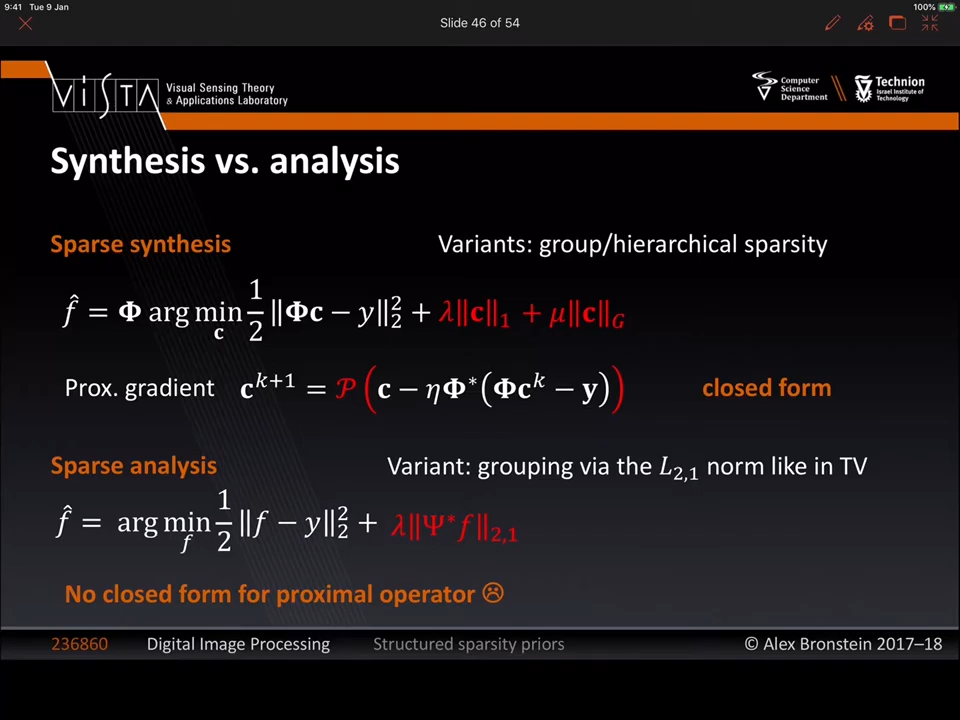 9:41 Tue 9 Jan
100%
Slide 46 of 54
VISTA Visual Sensing Theory
& Applications Laboratory
Computer
Science
Department
Technion
Israel Institute of
Technology
Synthesis vs. analysis
Sparse synthesis
Variants: group/hierarchical sparsity
f̂ = Φ arg min_c 1/2 ‖Φc − y‖₂² + λ‖c‖₁ + μ‖c‖_G
Prox. gradient c^{k+1} = 𝒫(c − ηΦ*(Φc^k − y)) closed form
Sparse analysis
Variant: grouping via the L_{2,1} norm like in TV
f̂ = arg min_f 1/2 ‖f − y‖₂² + λ‖Ψ*f‖_{2,1}
No closed form for proximal operator ☹
236860 Digital Image Processing Structured sparsity priors © Alex Bronstein 2017–18